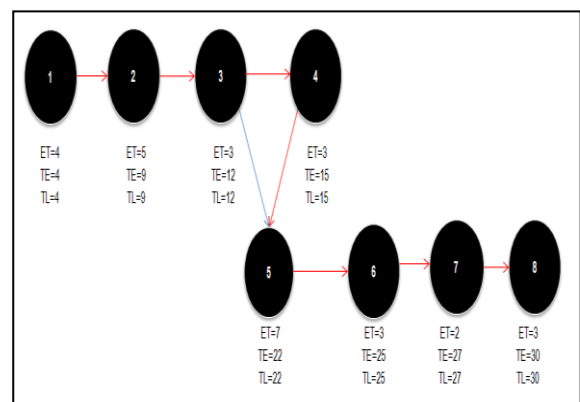 1 2 3 4
ET=4 ET=5 ET=3 ET=3
TE=4 TE=9 TE=12 TE=15
TL=4 TL=9 TL=12 TL=15
5 6 7 8
ET=7 ET=3 ET=2 ET=3
TE=22 TE=25 TE=27 TE=30
TL=22 TL=25 TL=27 TL=30